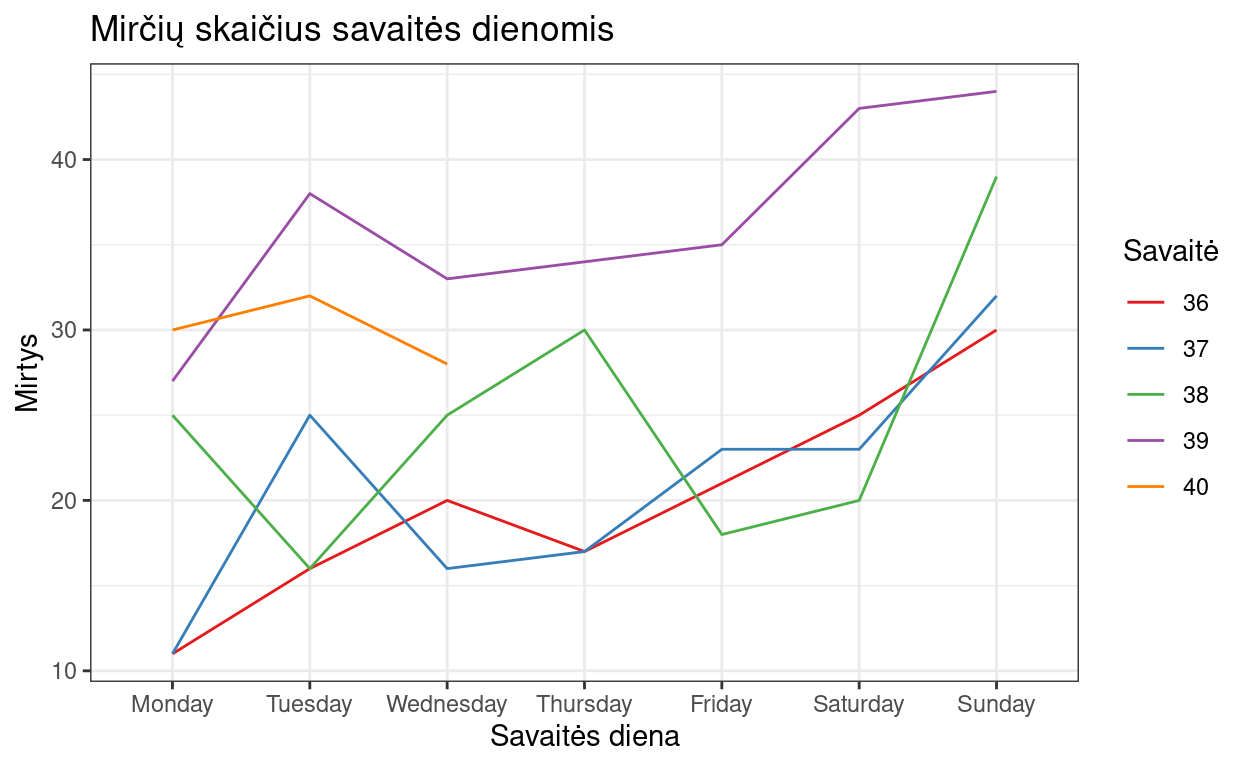 Mirčių skaičius savaitės dienomis
Mirtys
40
30
20
10
Monday Tuesday Wednesday Thursday Friday Saturday Sunday
Savaitės diena
Savaitė
36
37
38
39
40